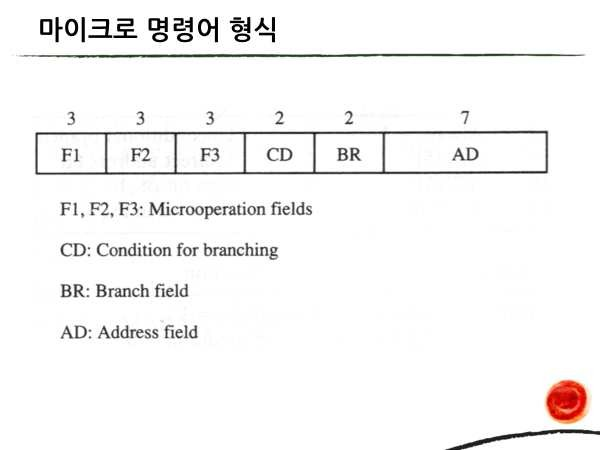 마이크로 명령어 형식
3 3 3 2 2 7
F1 F2 F3 CD BR AD
F1, F2, F3: Microoperation fields
CD: Condition for branching
BR: Branch field
AD: Address field